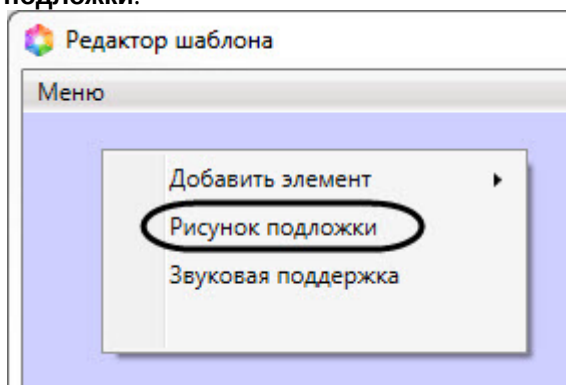 подложки.
Редактор шаблона
Меню
Добавить элемент
Рисунок подложки
Звуковая поддержка